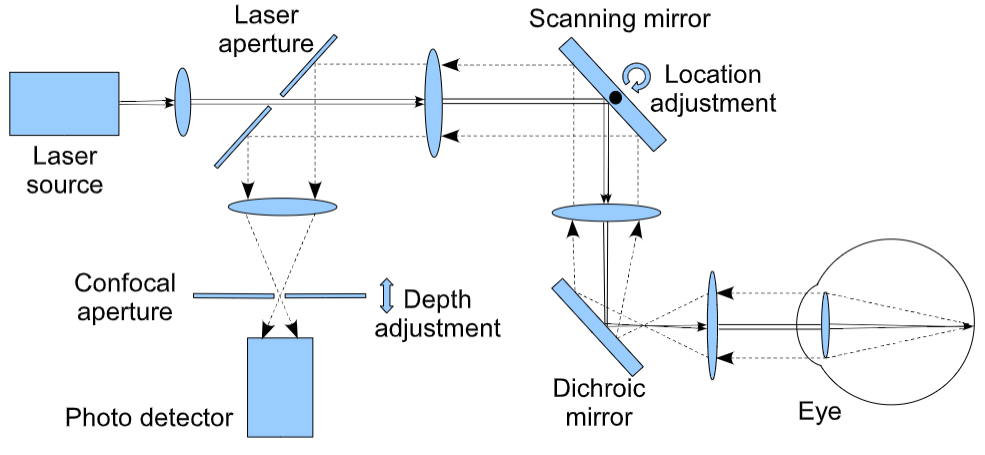 Laser
aperture
Scanning mirror
Location
adjustment
Laser
source
Confocal
aperture
Depth
adjustment
Photo detector
Dichroic
mirror
Eye